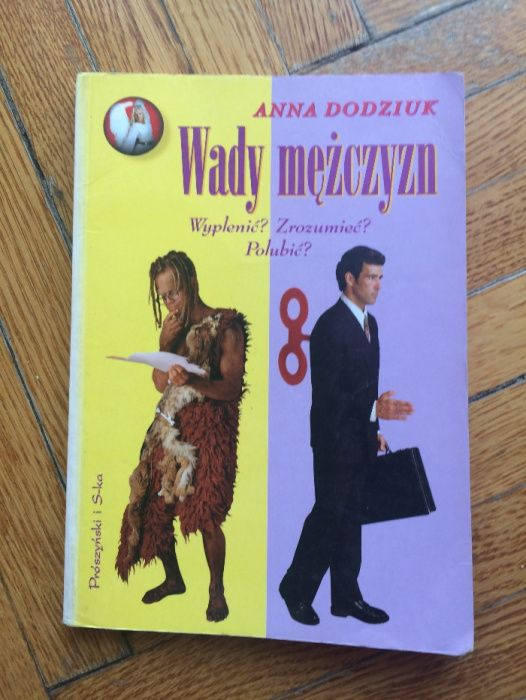 ANNA DODZIUK
Wady mężczyzn
Wyplenić? Zrozumieć?
Polubić?
Prószyński i S-ka